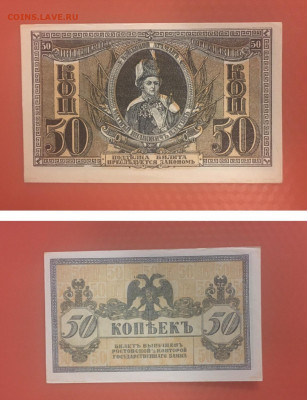 COINS.LAVE.RU
50 50
КОП КОП
50 50
ПОДДѢЛКА БИЛЕТА
ПРЕСЛѢДУЕТСЯ ЗАКОНОМЪ
50 50
КОПѢЕКЪ
БИЛЕТЪ ВЫПУЩЕНЪ
РОСТОВСКОЙ н/Д КОНТОРОЙ
ГОСУДАРСТВЕННАГО БАНКА